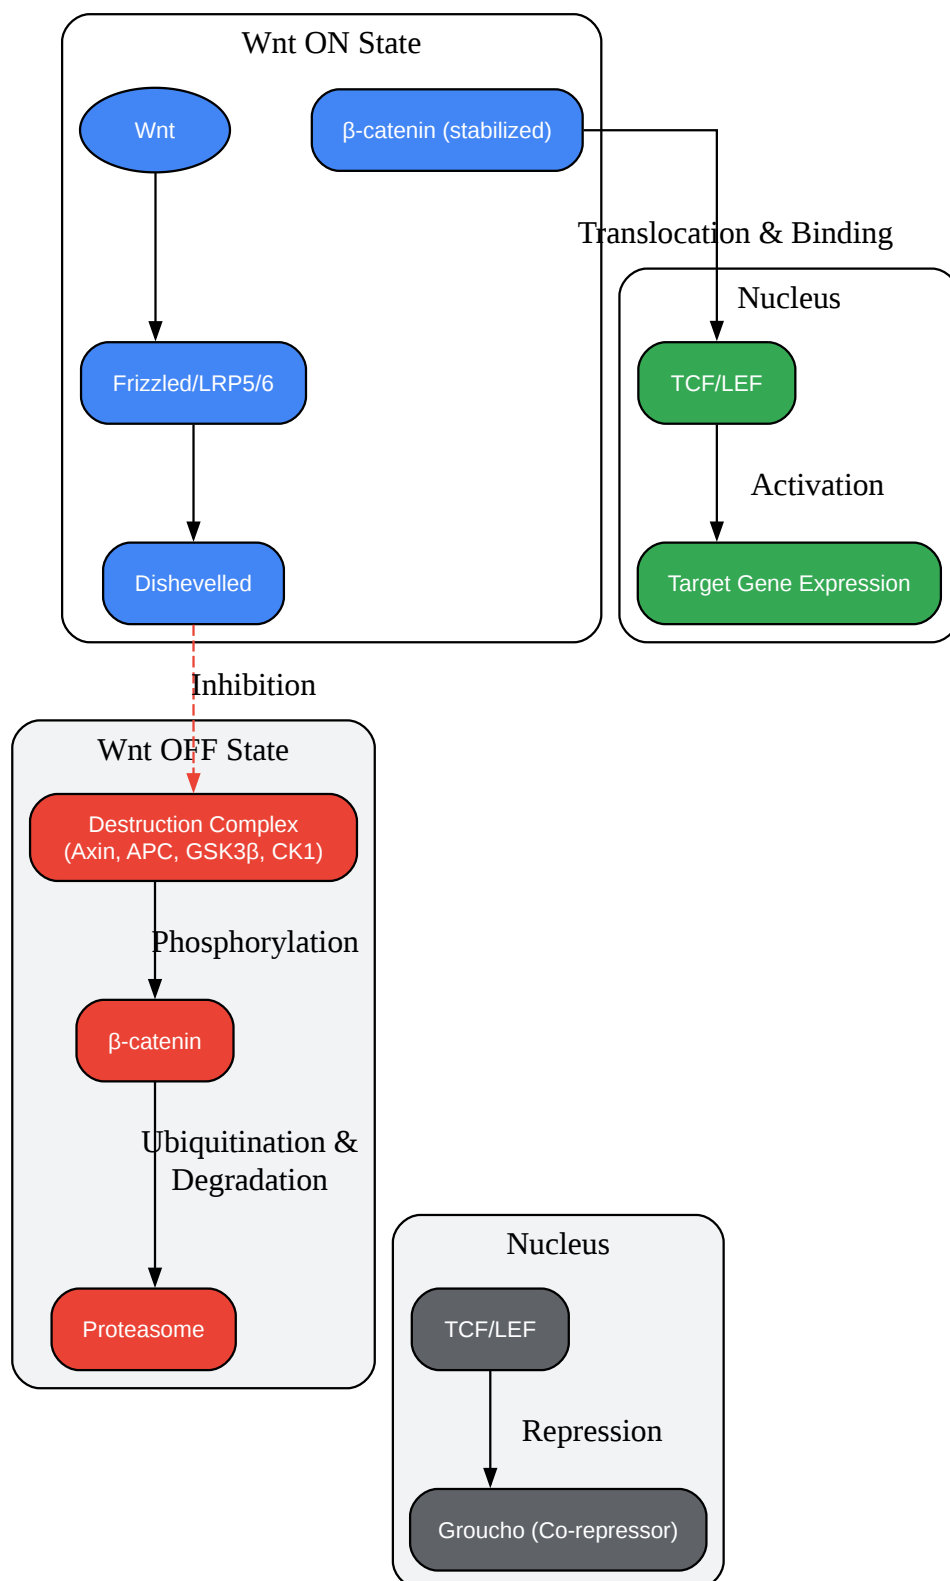 Wnt ON State
Wnt
β-catenin (stabilized)
Translocation & Binding
Nucleus
Frizzled/LRP5/6
TCF/LEF
Activation
Dishevelled
Target Gene Expression
Inhibition
Wnt OFF State
Destruction Complex
(Axin, APC, GSK3β, CK1)
Phosphorylation
β-catenin
Ubiquitination &
Degradation
Proteasome
Nucleus
TCF/LEF
Repression
Groucho (Co-repressor)